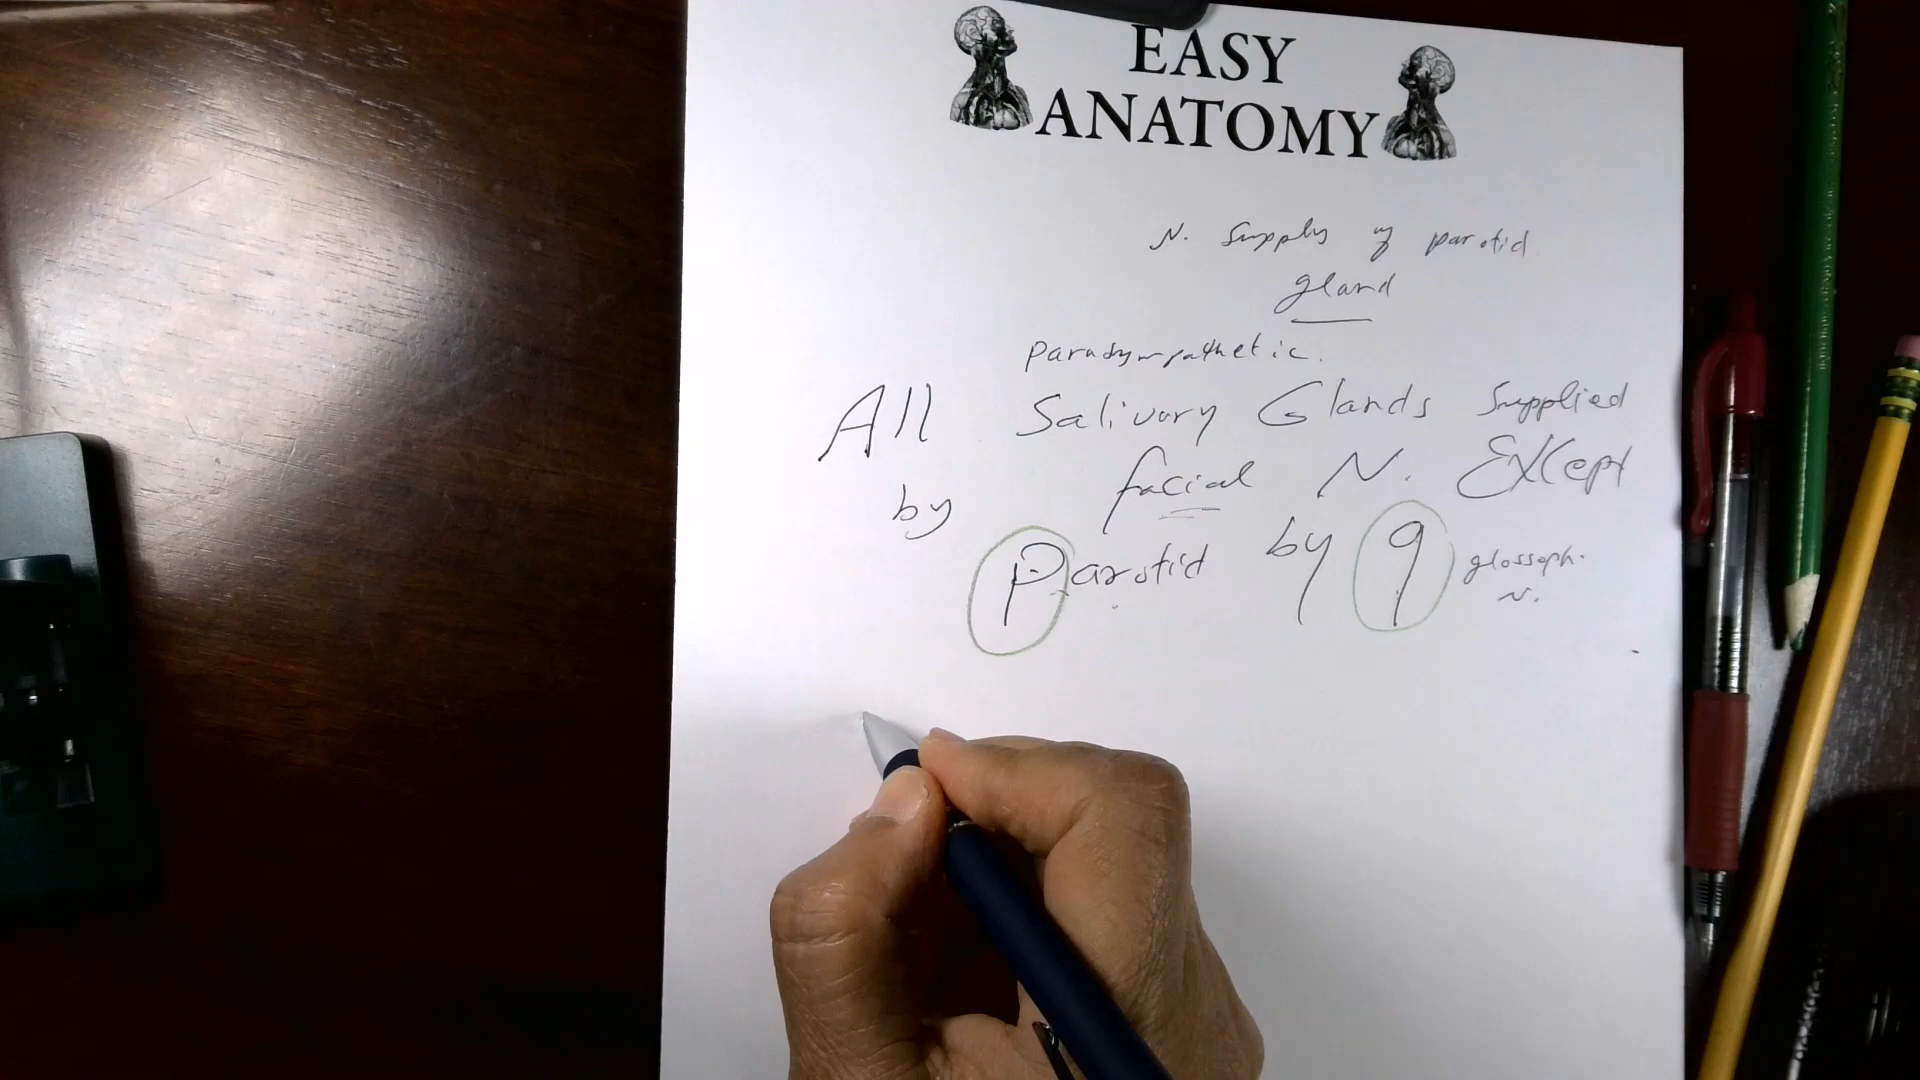 EASY
ANATOMY
N. Supply of parotid
gland
Parasympathetic.
All Salivary Glands Supplied
by facial N. Except
Parotid by 9 glossoph.
N.